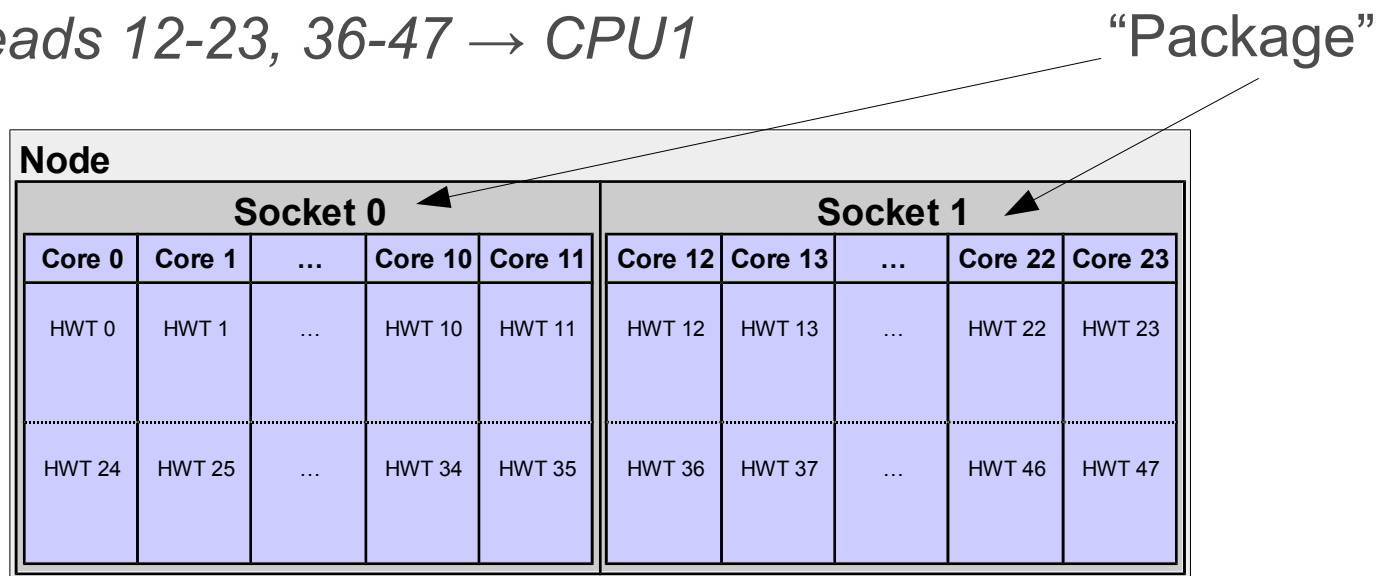 eads 12-23, 36-47 → CPU1
“Package”
Node
Socket 0 Socket 1
Core 0 Core 1 … Core 10 Core 11 Core 12 Core 13 … Core 22 Core 23
HWT 0 HWT 1 … HWT 10 HWT 11 HWT 12 HWT 13 … HWT 22 HWT 23
HWT 24 HWT 25 … HWT 34 HWT 35 HWT 36 HWT 37 … HWT 46 HWT 47